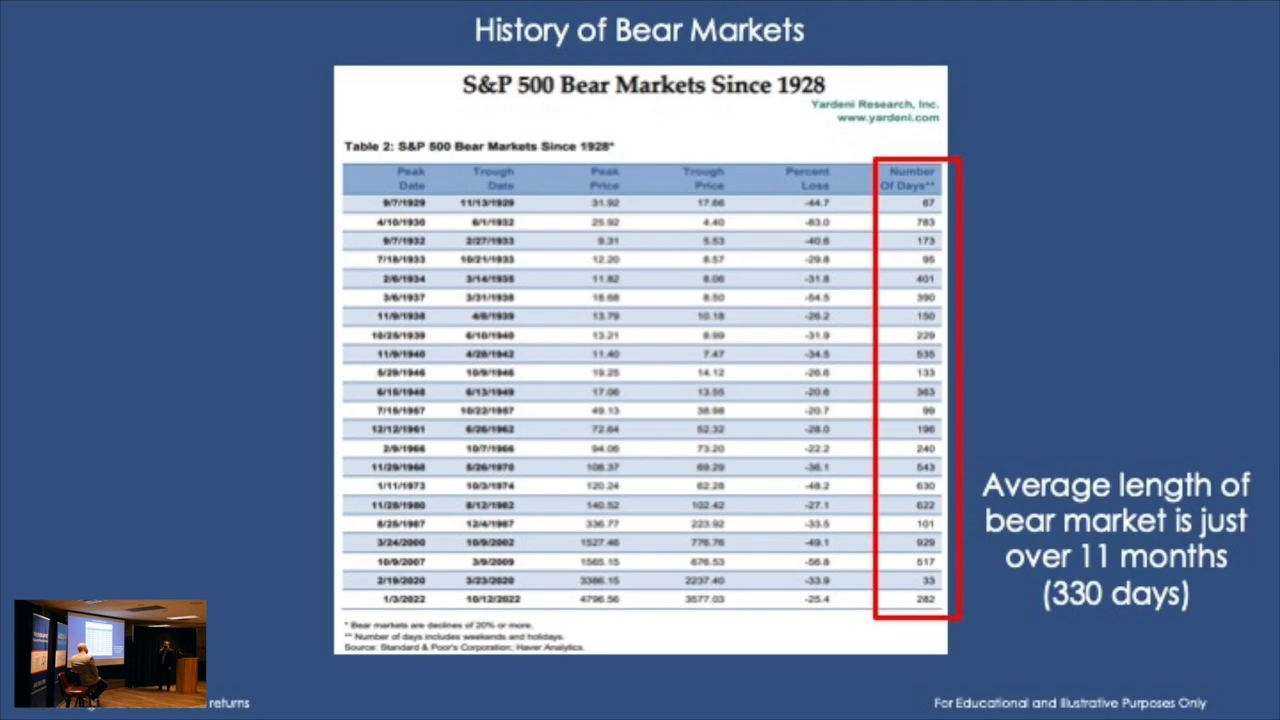 History of Bear Markets
S&P 500 Bear Markets Since 1928
Yardeni Research, Inc.
www.yardeni.com
Table 2: S&P 500 Bear Markets Since 1928*
Peak Date Trough Date Peak Price Trough Price Percent Loss Number Of Days**
9/7/1929 11/13/1929 31.92 17.66 -44.7 67
4/10/1930 6/1/1932 25.92 4.40 -83.0 783
9/7/1932 2/27/1933 9.31 5.53 -40.6 173
7/18/1933 10/21/1933 12.20 8.57 -29.8 95
2/6/1934 3/14/1935 11.82 8.06 -31.8 401
3/6/1937 3/31/1938 18.68 8.50 -54.5 390
11/9/1938 4/8/1939 13.79 10.18 -26.2 150
10/25/1939 6/10/1940 13.21 8.99 -31.9 229
11/9/1940 4/28/1942 11.40 7.47 -34.5 535
5/29/1946 10/9/1946 19.25 14.12 -26.6 133
6/15/1948 6/13/1949 17.06 13.55 -20.6 363
7/15/1957 10/22/1957 49.13 38.98 -20.7 99
12/12/1961 6/26/1962 72.64 52.32 -28.0 196
2/9/1966 10/7/1966 94.06 73.20 -22.2 240
11/29/1968 5/26/1970 108.37 69.29 -36.1 543
1/11/1973 10/3/1974 120.24 62.28 -48.2 630
11/28/1980 8/12/1982 140.52 102.42 -27.1 622
8/25/1987 12/4/1987 336.77 223.92 -33.5 101
3/24/2000 10/9/2002 1527.46 776.76 -49.1 929
10/9/2007 3/9/2009 1565.15 676.53 -56.8 517
2/19/2020 3/23/2020 3386.15 2237.40 -33.9 33
1/3/2022 10/12/2022 4796.56 3577.03 -25.4 282
* Bear markets are declines of 20% or more.
** Number of days includes weekends and holidays.
Source: Standard & Poor's Corporation; Haver Analytics.
Average length of
bear market is just
over 11 months
(330 days)
returns
For Educational and Illustrative Purposes Only